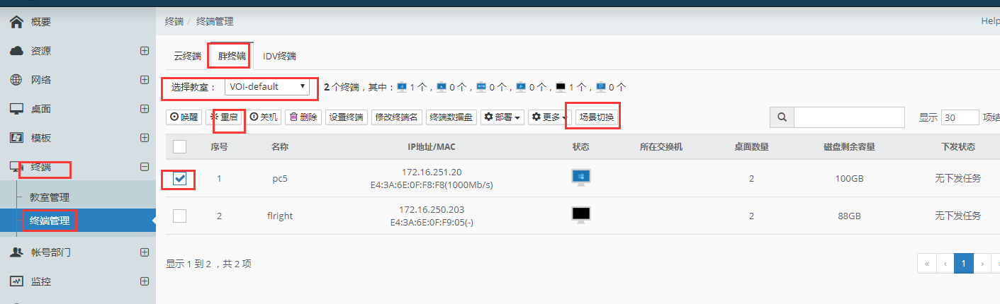 概要
终端 / 终端管理
Help
资源
云终端 胖终端 IDV终端
网络
选择教室： VOI-default 2 个终端，其中： 1 个， 0 个， 0 个， 0 个， 1 个， 0 个
桌面
唤醒 重启 关机 删除 设置终端 修改终端名 终端数据盘 部署 更多 场景切换 显示 30 项结
模板
序号 名称 IP地址/MAC 状态 所在交换机 桌面数量 磁盘剩余容量 下发状态
终端
1 pc5 172.16.251.20 2 100GB 无下发任务
E4:3A:6E:0F:F8:F8(1000Mb/s)
教室管理
终端管理
2 flright 172.16.250.203 2 88GB 无下发任务
E4:3A:6E:0F:F9:05(-)
帐号部门
显示 1 到 2 ，共 2 项 « ‹ 1 ›
监控